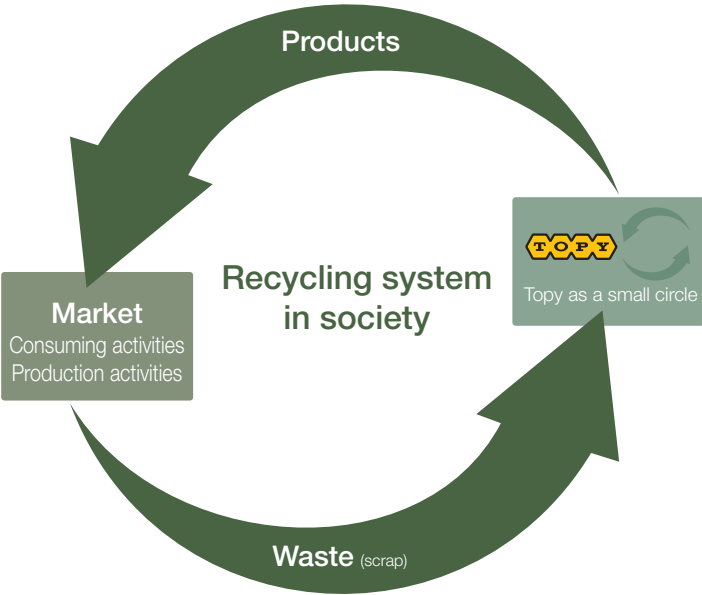 Products
TOPY
Topy as a small circle
Recycling system
in society
Market
Consuming activities
Production activities
Waste (scrap)